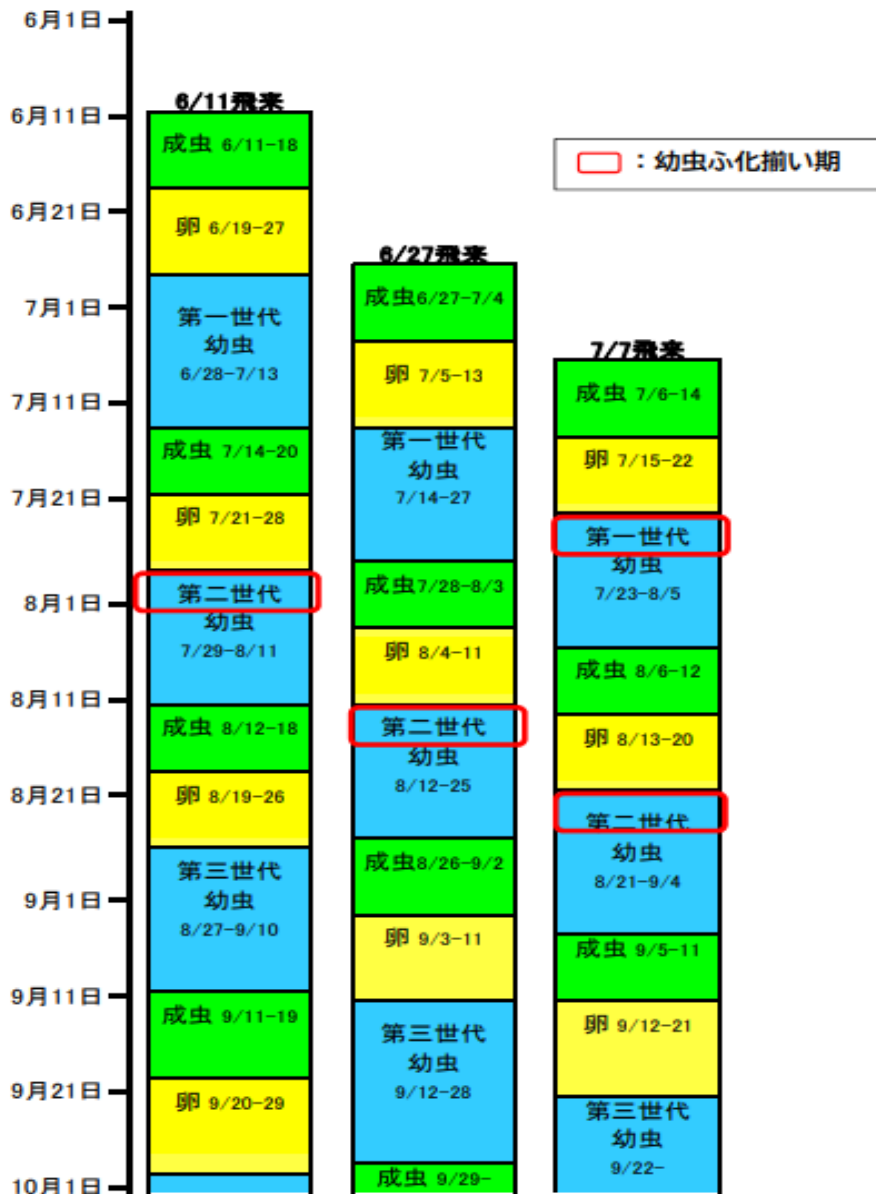 6月1日
6月11日
6月21日
7月1日
7月11日
7月21日
8月1日
8月11日
8月21日
9月1日
9月11日
9月21日
10月1日
6/11飛来
成虫 6/11-18
卵 6/19-27
第一世代
幼虫
6/28-7/13
成虫 7/14-20
卵 7/21-28
第二世代
幼虫
7/29-8/11
成虫 8/12-18
卵 8/19-26
第三世代
幼虫
8/27-9/10
成虫 9/11-19
卵 9/20-29
6/27飛来
成虫6/27-7/4
卵 7/5-13
第一世代
幼虫
7/14-27
成虫7/28-8/3
卵 8/4-11
第二世代
幼虫
8/12-25
成虫8/26-9/2
卵 9/3-11
第三世代
幼虫
9/12-28
成虫 9/29-
7/7飛来
成虫 7/6-14
卵 7/15-22
第一世代
幼虫
7/23-8/5
成虫 8/6-12
卵 8/13-20
第二世代
幼虫
8/21-9/4
成虫 9/5-11
卵 9/12-21
第三世代
幼虫
9/22-
：幼虫ふ化揃い期